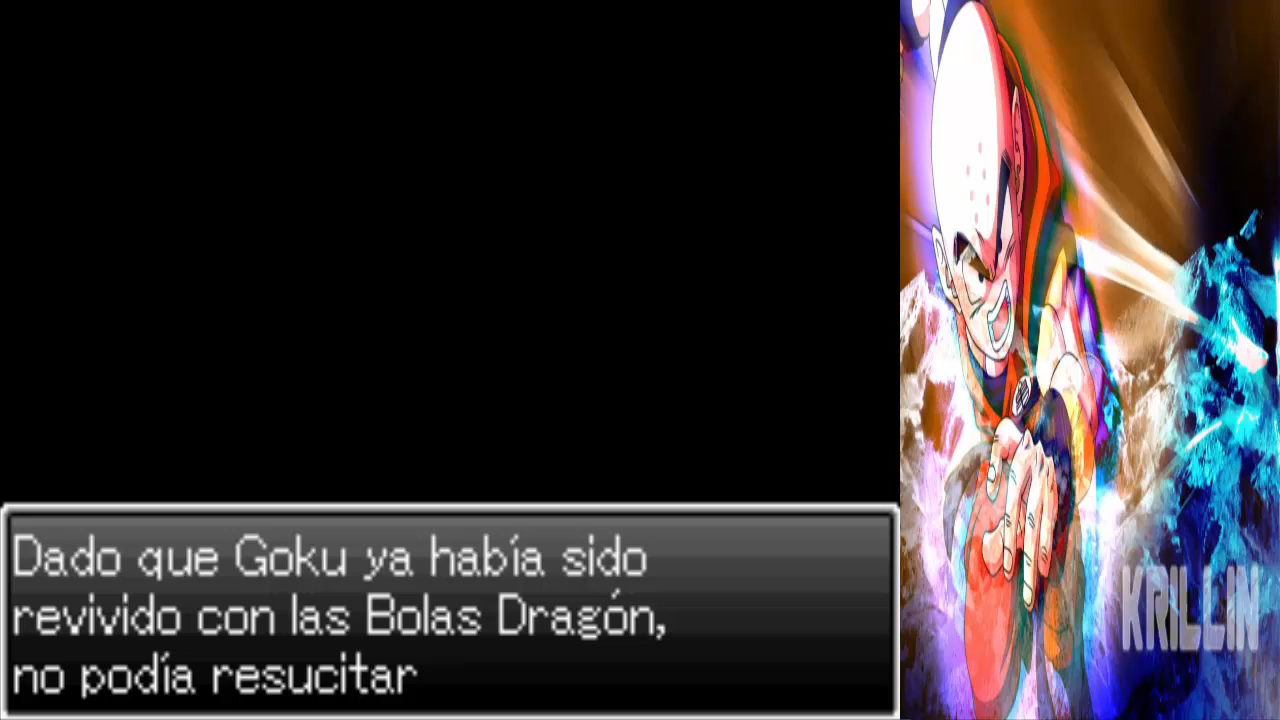 Dado que Goku ya había sido
revivido con las Bolas Dragón,
no podía resucitar
KRILLIN